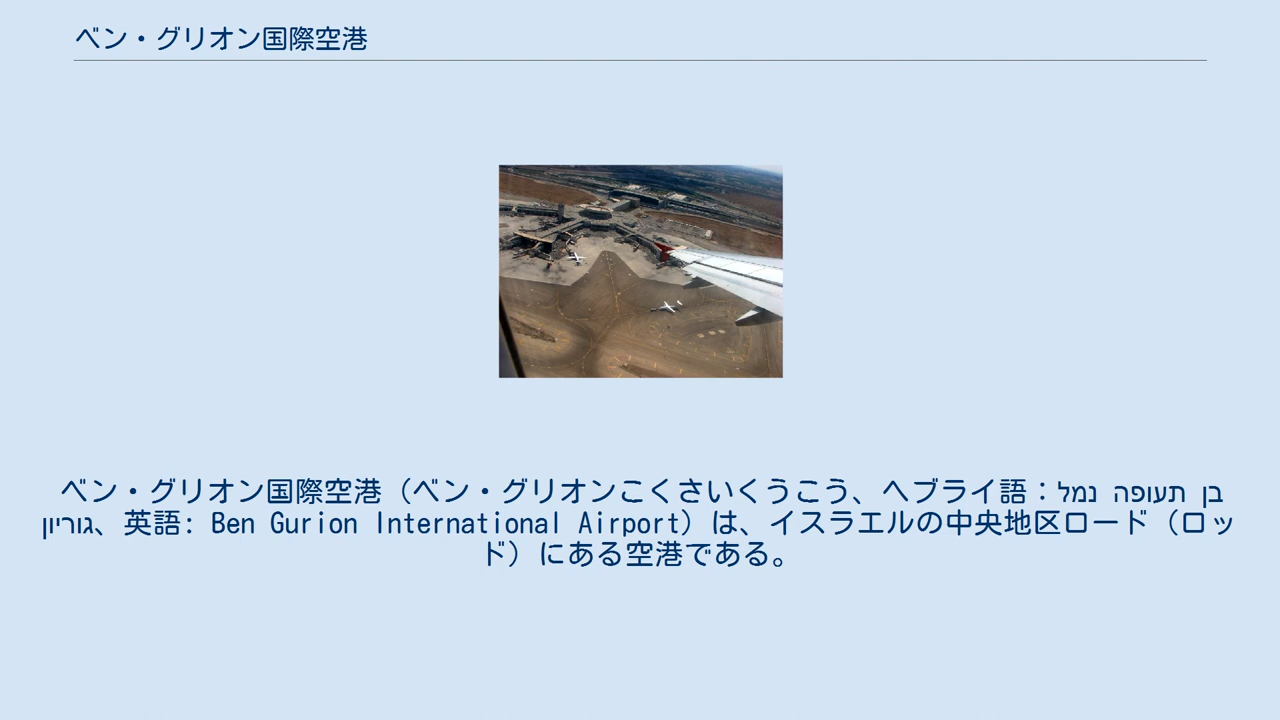 ベン・グリオン国際空港
ベン・グリオン国際空港（ベン・グリオンこくさいくうこう、ヘブライ語：נמל תעופה בן
גוריון、英語: Ben Gurion International Airport）は、イスラエルの中央地区ロード（ロッ
ド）にある空港である。